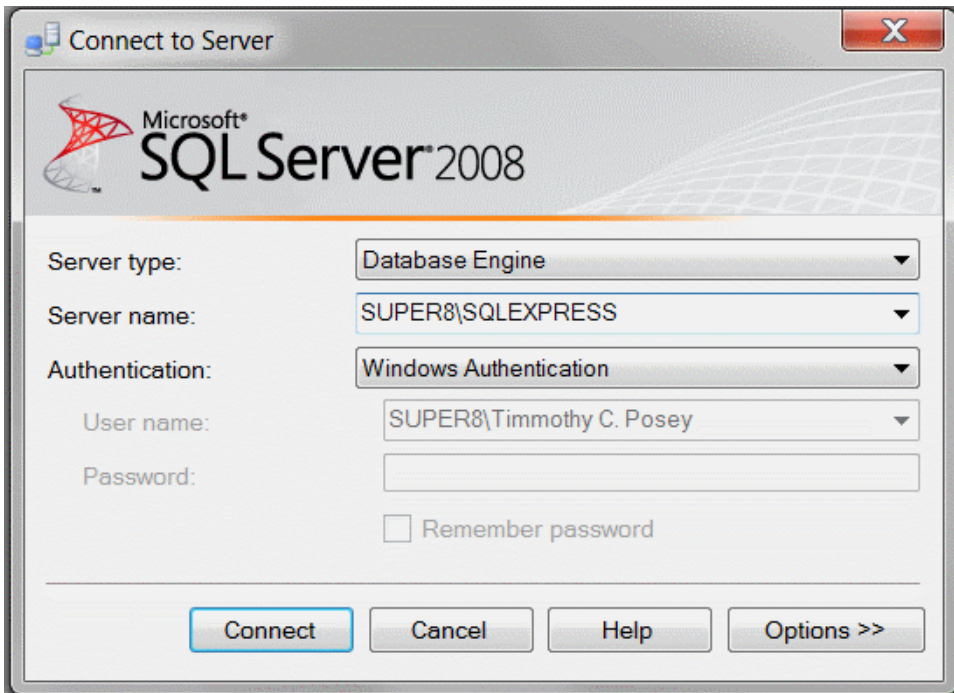 Connect to Server
X
Microsoft®
SQL Server® 2008
™
Server type: Database Engine
Server name: SUPER8\SQLEXPRESS
Authentication: Windows Authentication
User name: SUPER8\Timmothy C. Posey
Password:
Remember password
Connect Cancel Help Options >>